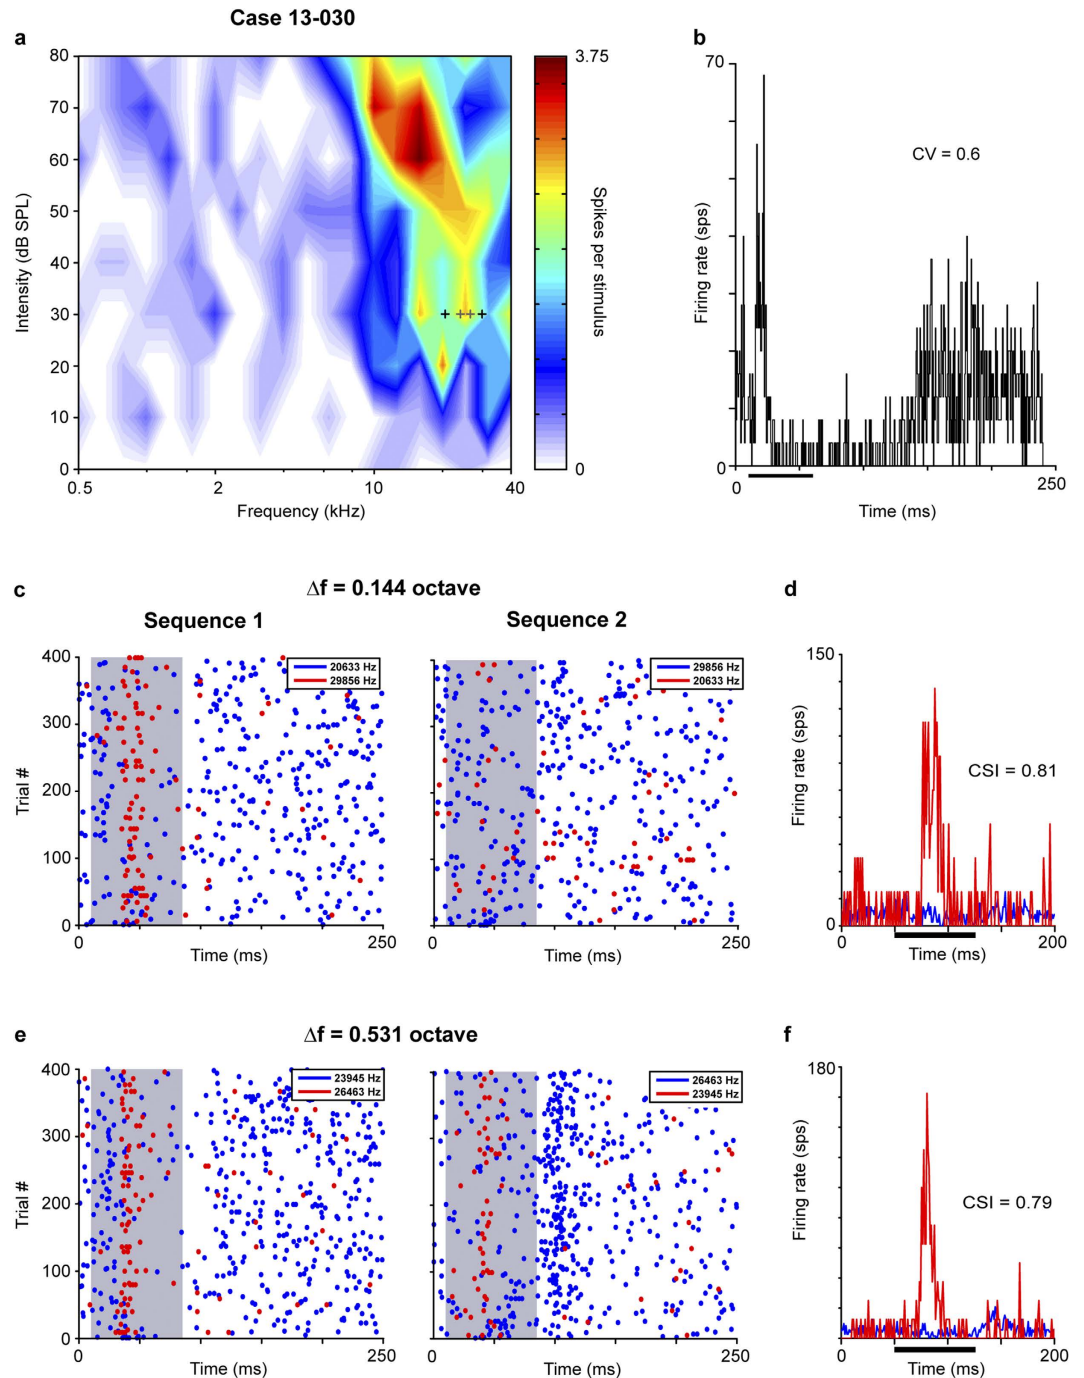 Case 13-030
a
80
70
60
50
40
30
20
10
0
Intensity (dB SPL)
0.5
2
10
40
Frequency (kHz)
3.75
0
Spikes per stimulus
b
70
0
Firing rate (sps)
CV = 0.6
0
250
Time (ms)
c
Δf = 0.144 octave
Sequence 1
Sequence 2
400
300
200
100
0
Trial #
20633 Hz
29856 Hz
0
250
Time (ms)
29856 Hz
20633 Hz
0
250
Time (ms)
d
150
0
Firing rate (sps)
CSI = 0.81
0
200
Time (ms)
e
Δf = 0.531 octave
400
300
200
100
0
Trial #
23945 Hz
26463 Hz
0
250
Time (ms)
26463 Hz
23945 Hz
0
250
Time (ms)
f
180
0
Firing rate (sps)
CSI = 0.79
0
200
Time (ms)